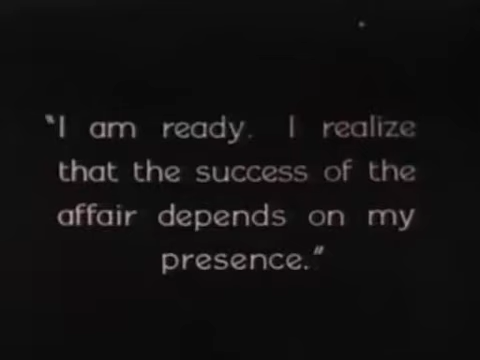 "I am ready. I realize
that the success of the
affair depends on my
presence."